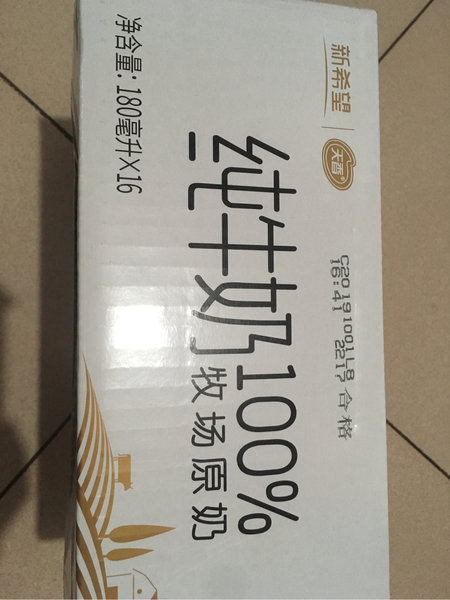 新希望
天香®
C20191001LB 合格
16:41 2217
纯牛奶100%
牧场原奶
净含量: 180毫升×16